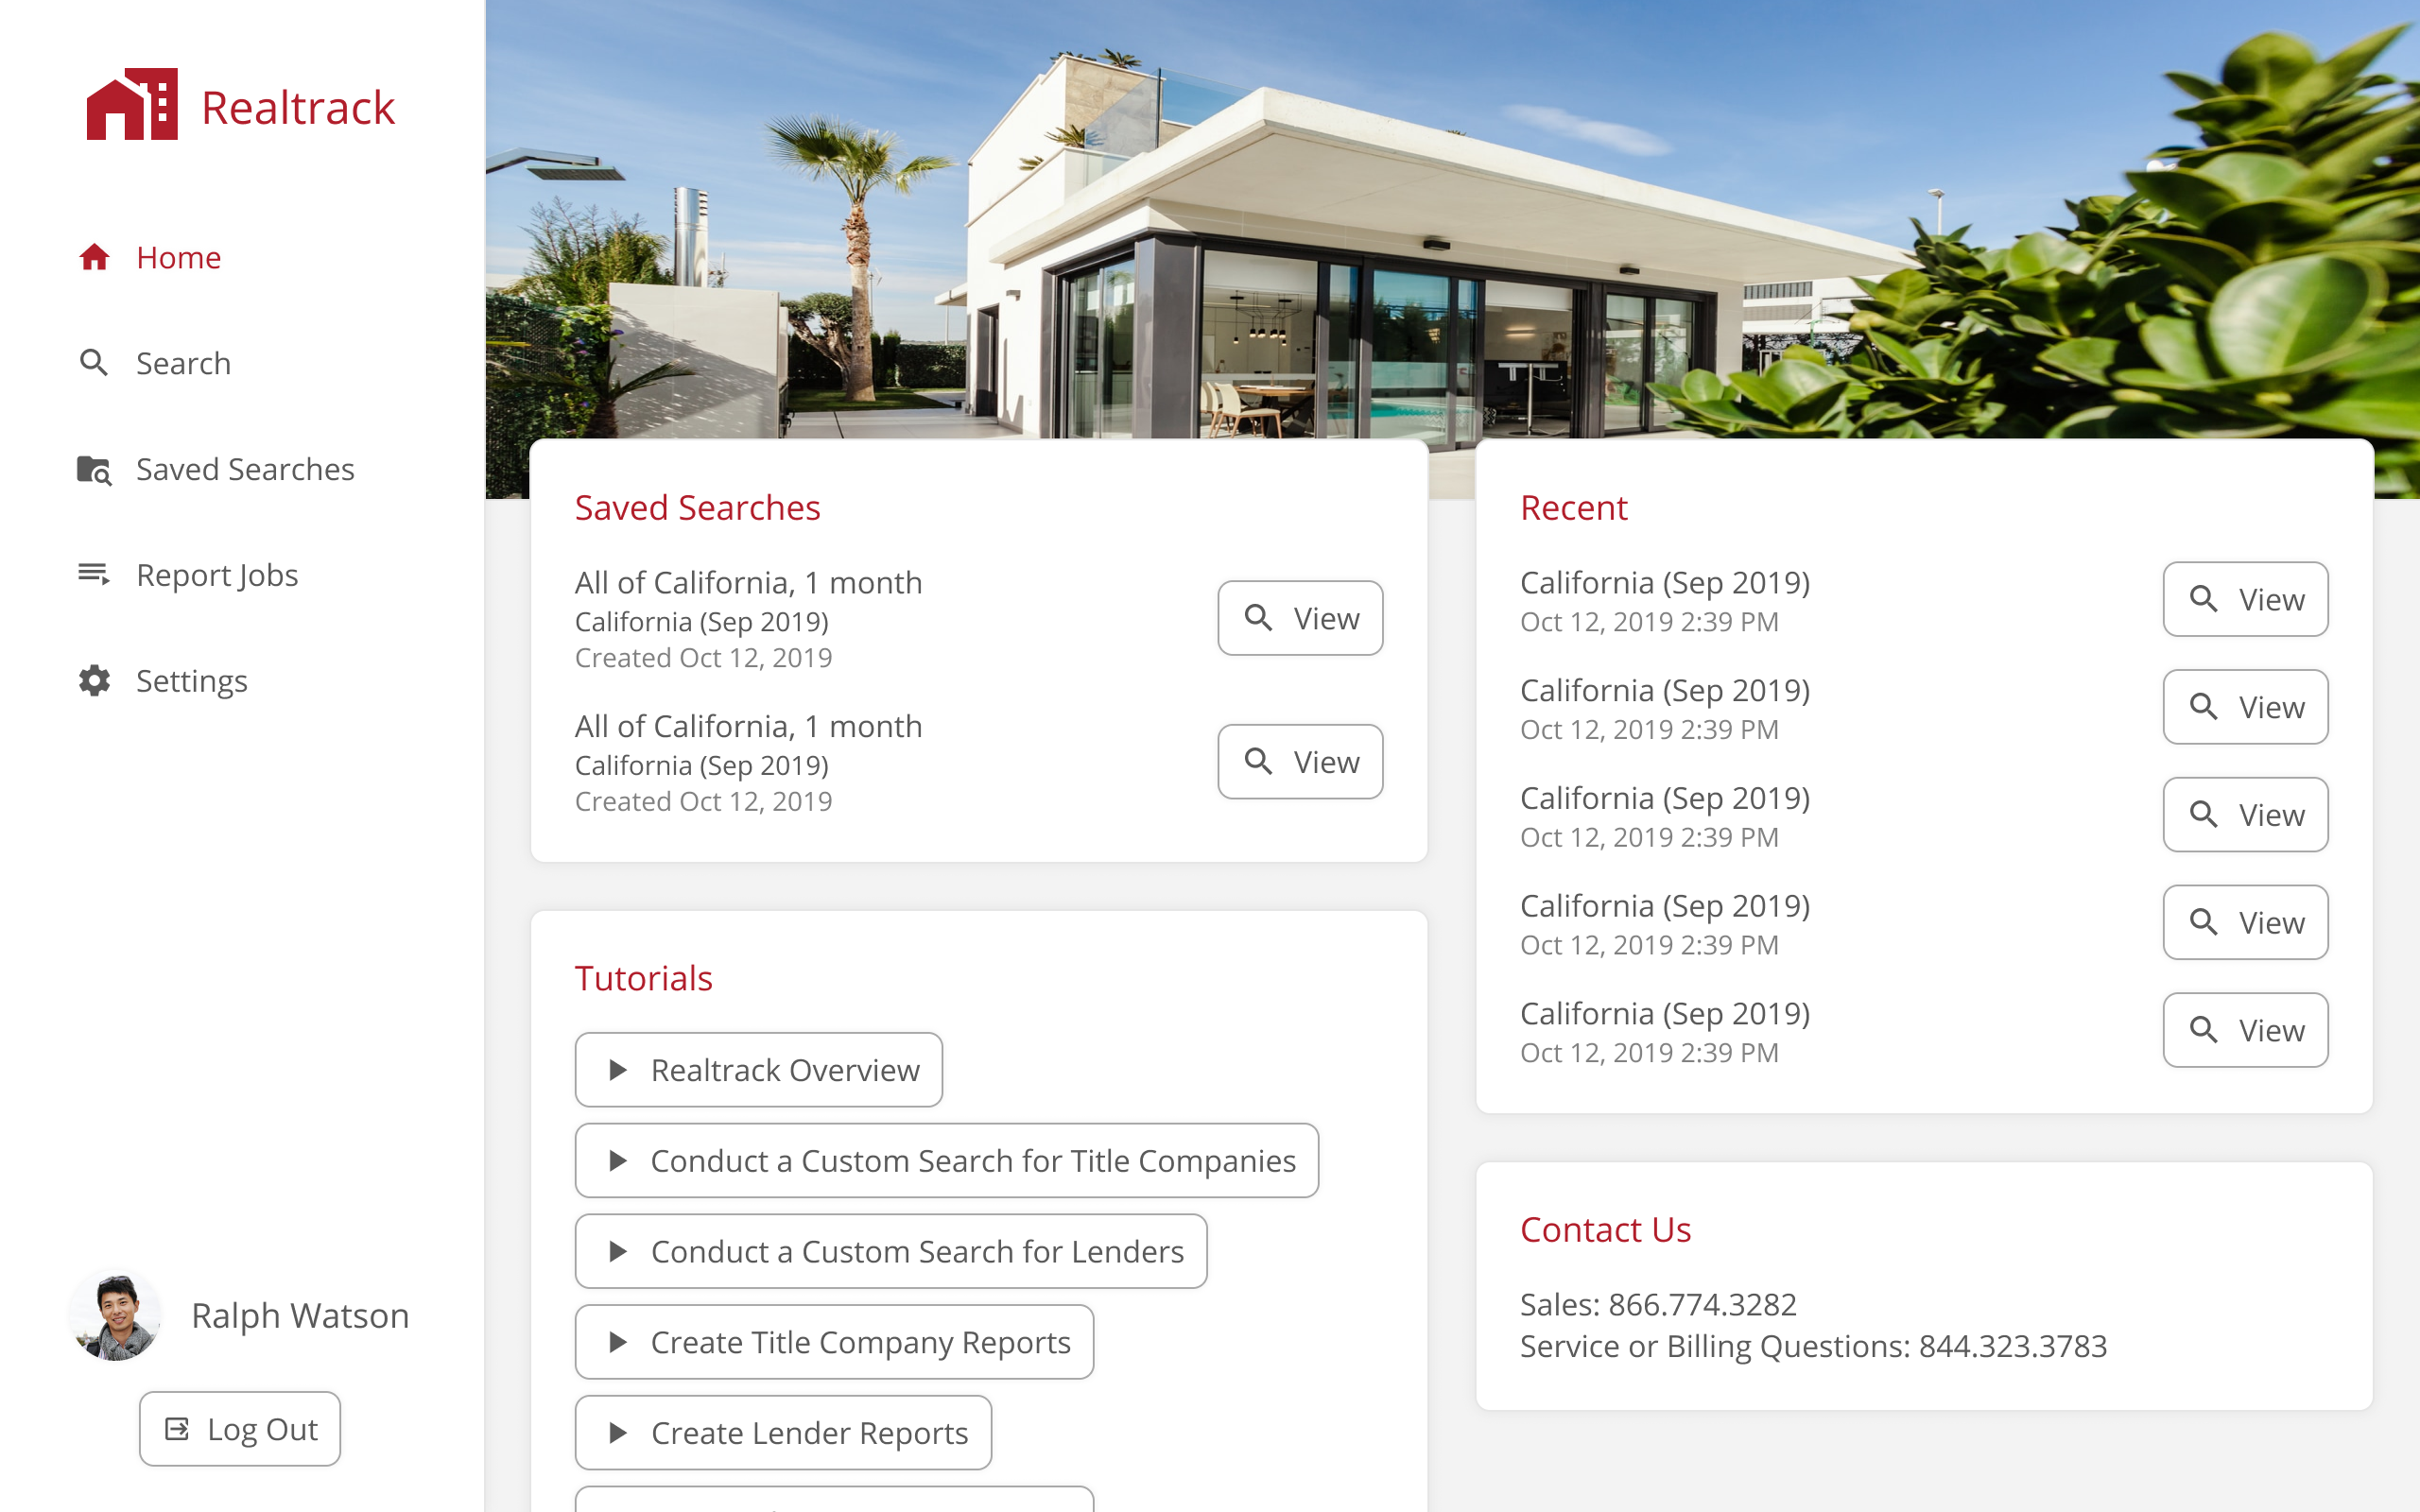 Realtrack
Home
Search
Saved Searches
Report Jobs
Settings
Ralph Watson
Log Out
Saved Searches
All of California, 1 month
California (Sep 2019)
Created Oct 12, 2019
View
All of California, 1 month
California (Sep 2019)
Created Oct 12, 2019
View
Tutorials
Realtrack Overview
Conduct a Custom Search for Title Companies
Conduct a Custom Search for Lenders
Create Title Company Reports
Create Lender Reports
Recent
California (Sep 2019)
Oct 12, 2019 2:39 PM
View
California (Sep 2019)
Oct 12, 2019 2:39 PM
View
California (Sep 2019)
Oct 12, 2019 2:39 PM
View
California (Sep 2019)
Oct 12, 2019 2:39 PM
View
California (Sep 2019)
Oct 12, 2019 2:39 PM
View
Contact Us
Sales: 866.774.3282
Service or Billing Questions: 844.323.3783